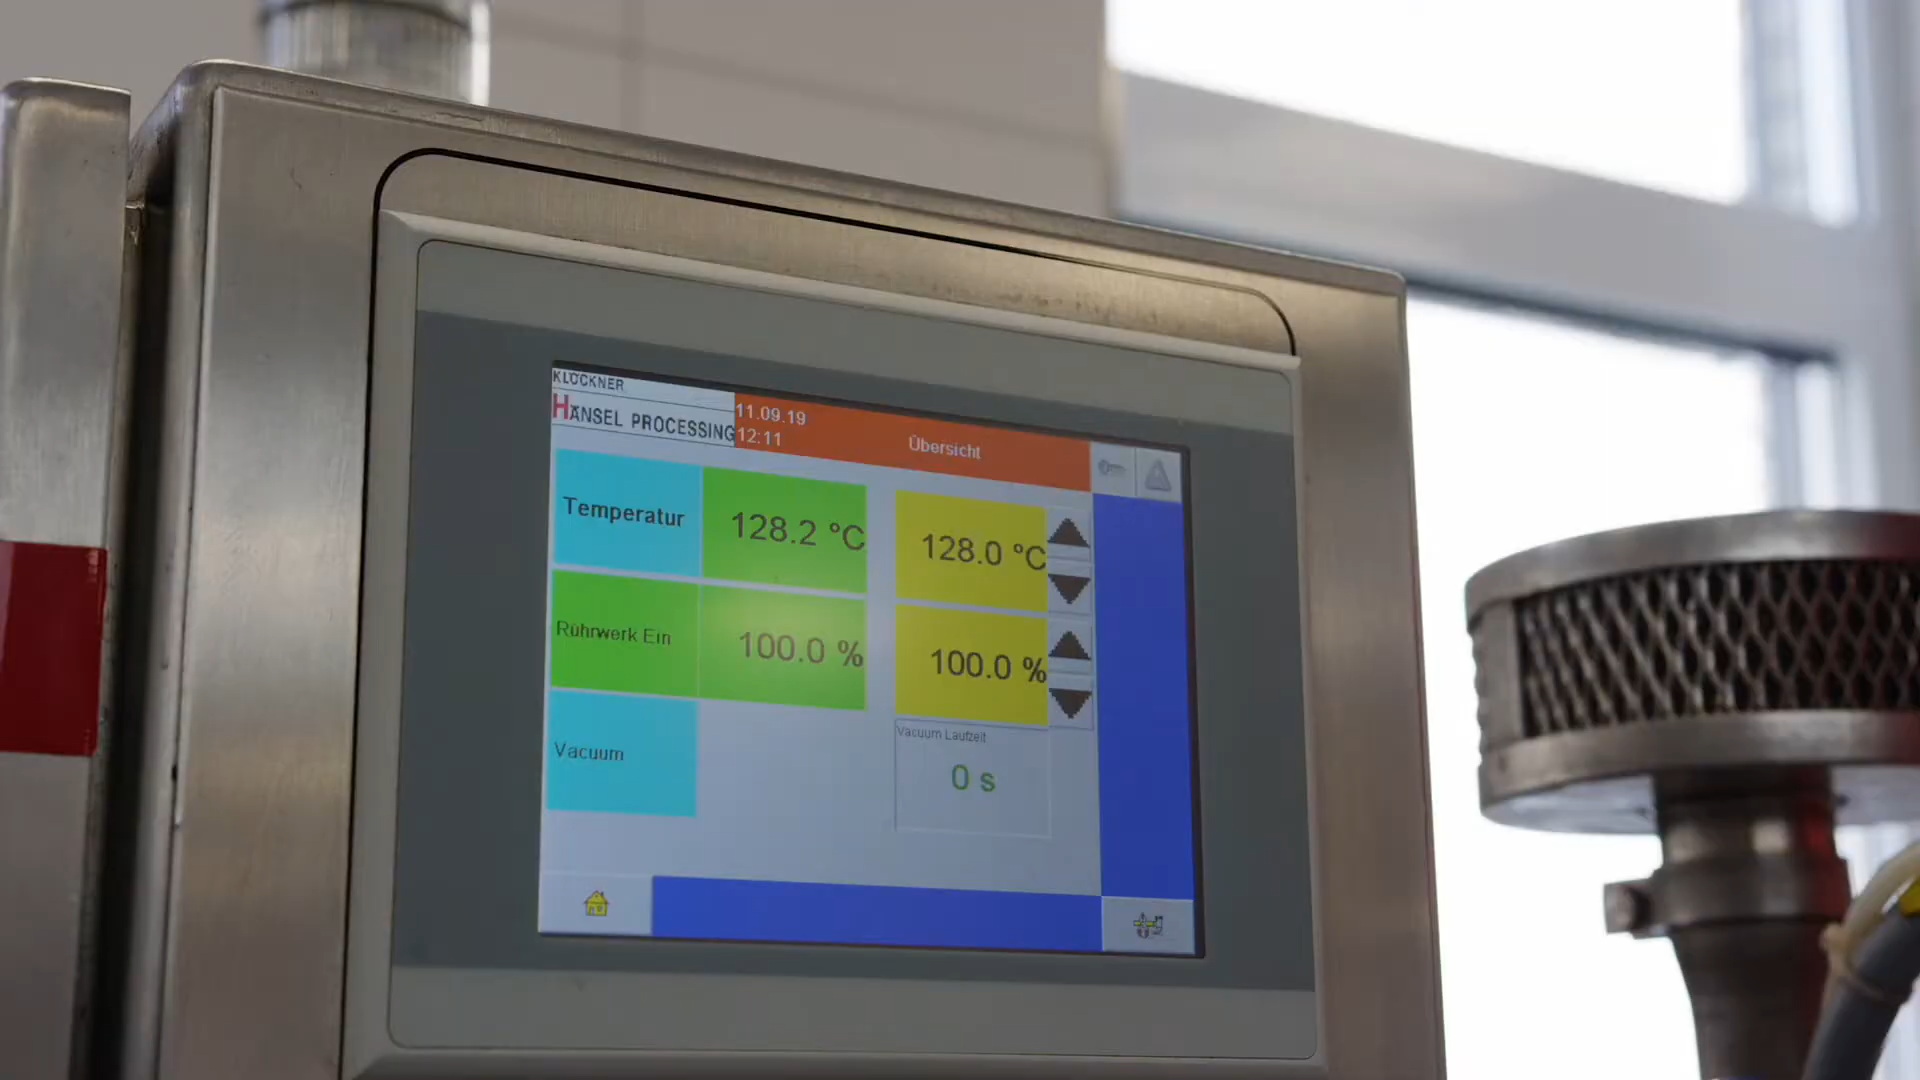 KLÖCKNER
HÄNSEL PROCESSING
11.09.19
12:11
Übersicht
Temperatur
128.2 °C
128.0 °C
Rührwerk Ein
100.0 %
100.0 %
Vacuum
Vacuum Laufzeit
0 s